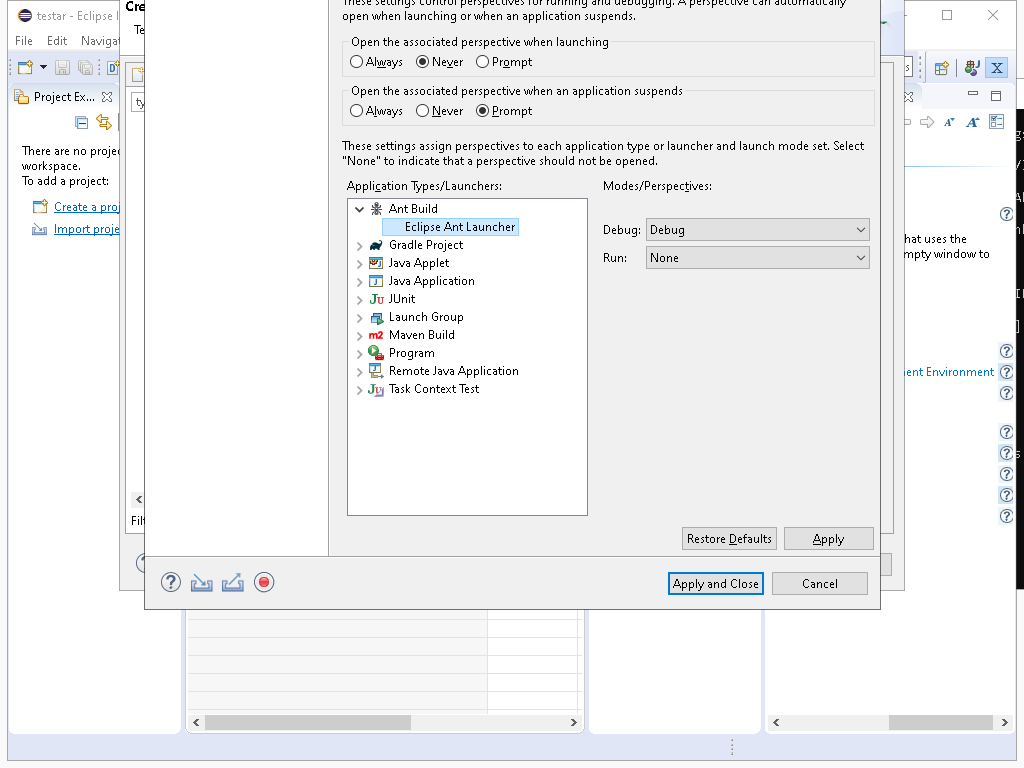 testar - Eclipse I
File Edit Naviga
Cre
Te
These settings control perspectives for running and debugging. A perspective can automatically
open when launching or when an application suspends.
Open the associated perspective when launching
Always Never Prompt
Open the associated perspective when an application suspends
Always Never Prompt
These settings assign perspectives to each application type or launcher and launch mode set. Select
"None" to indicate that a perspective should not be opened.
Application Types/Launchers:
Modes/Perspectives:
Ant Build
Eclipse Ant Launcher
Gradle Project
Java Applet
Java Application
JUnit
Launch Group
Maven Build
Program
Remote Java Application
Task Context Test
Debug: Debug
Run: None
Restore Defaults Apply
Apply and Close Cancel
Project Ex...
ty
There are no projec
workspace.
To add a project:
Create a proj
Import proje
Filt
hat uses the
mpty window to
ent Environment